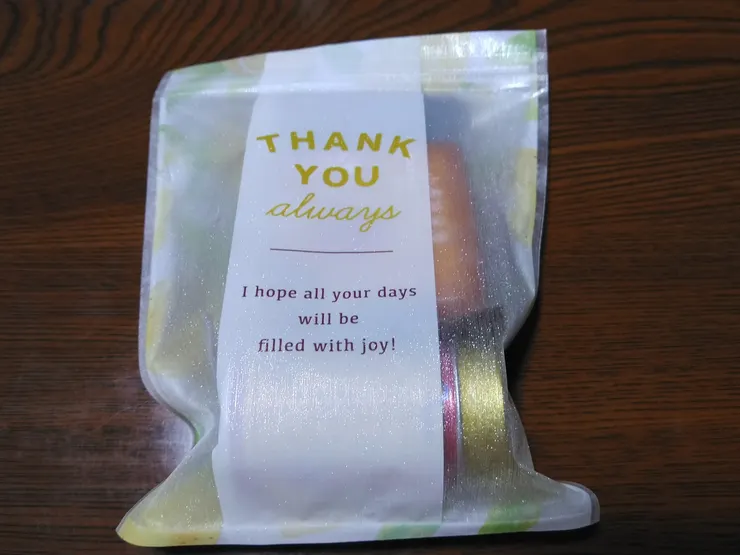 THANK
YOU
always
I hope all your days
will be
filled with joy!